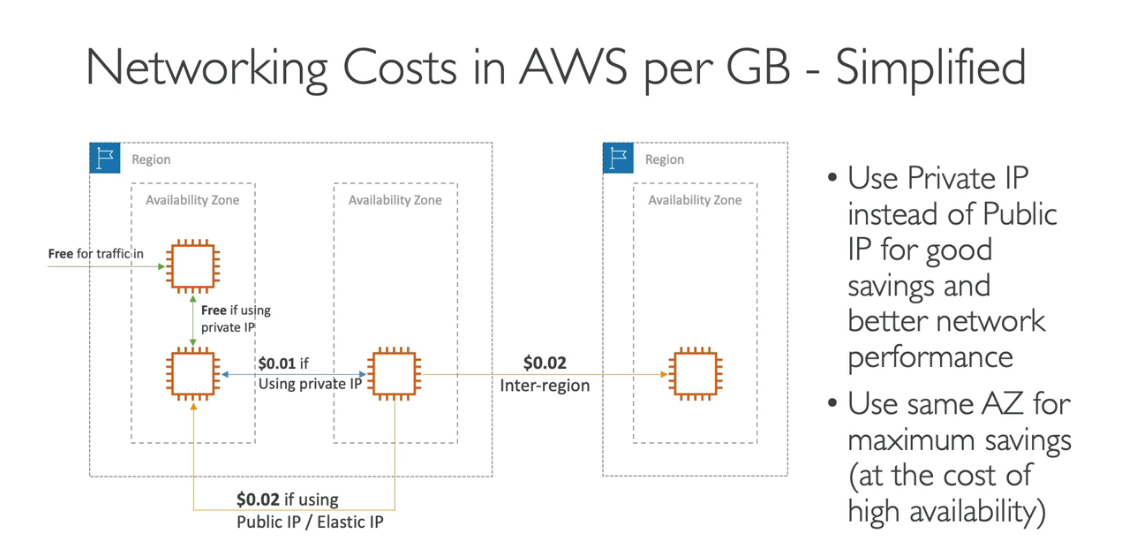 Networking Costs in AWS per GB - Simplified
Region
Availability Zone
Availability Zone
Free for traffic in
Free if using
private IP
$0.01 if
Using private IP
$0.02 if using
Public IP / Elastic IP
$0.02
Inter-region
Region
Availability Zone
• Use Private IP
instead of Public
IP for good
savings and
better network
performance
• Use same AZ for
maximum savings
(at the cost of
high availability)